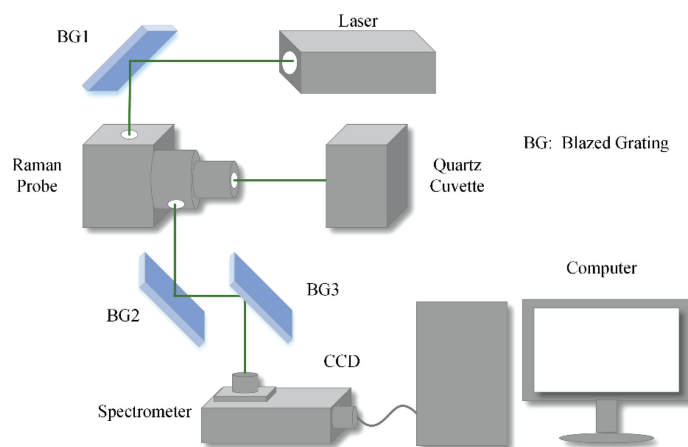 Laser
BG1
Raman
Probe
Quartz
Cuvette
BG: Blazed Grating
BG2
BG3
Computer
CCD
Spectrometer